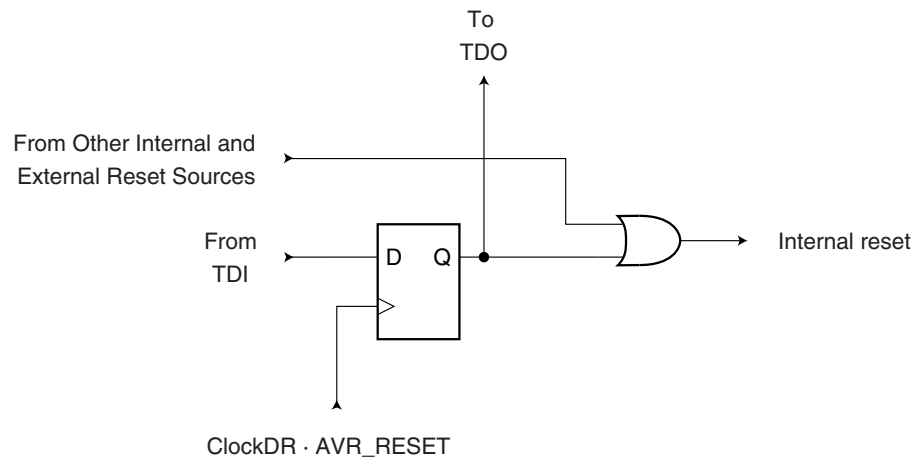 To
TDO
From Other Internal and
External Reset Sources
From
TDI
D Q
Internal reset
ClockDR · AVR_RESET